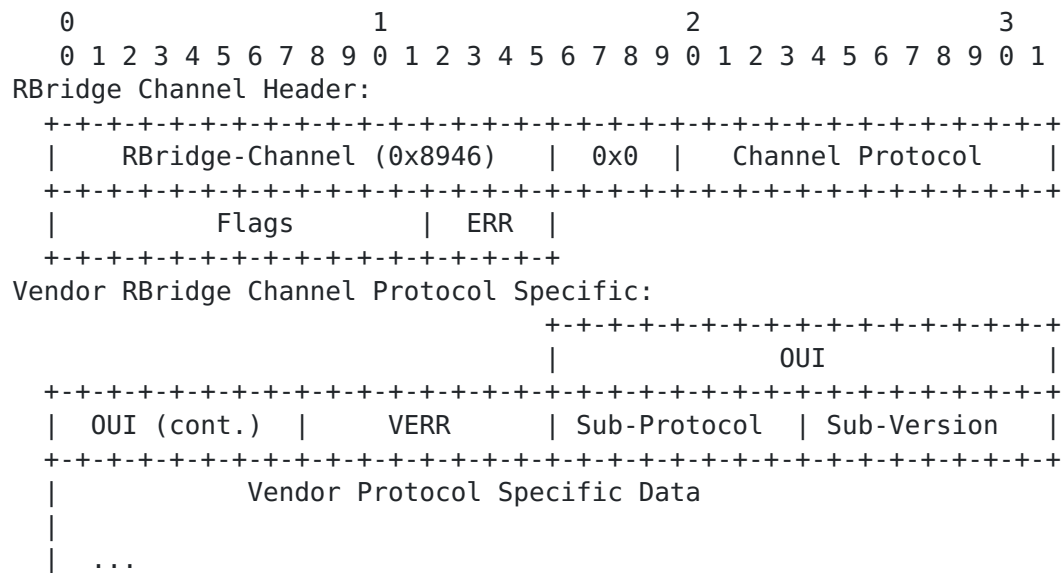 0                   1                   2                   3
    0 1 2 3 4 5 6 7 8 9 0 1 2 3 4 5 6 7 8 9 0 1 2 3 4 5 6 7 8 9 0 1
RBridge Channel Header:
   +-+-+-+-+-+-+-+-+-+-+-+-+-+-+-+-+-+-+-+-+-+-+-+-+-+-+-+-+-+-+-+-+
   |    RBridge-Channel (0x8946)   |  0x0  |   Channel Protocol    |
   +-+-+-+-+-+-+-+-+-+-+-+-+-+-+-+-+-+-+-+-+-+-+-+-+-+-+-+-+-+-+-+-+
   |          Flags        |  ERR  |
   +-+-+-+-+-+-+-+-+-+-+-+-+-+-+-+-+
Vendor RBridge Channel Protocol Specific:
                                   +-+-+-+-+-+-+-+-+-+-+-+-+-+-+-+-+
                                   |              OUI              |
   +-+-+-+-+-+-+-+-+-+-+-+-+-+-+-+-+-+-+-+-+-+-+-+-+-+-+-+-+-+-+-+-+
   |  OUI (cont.)  |     VERR      | Sub-Protocol  | Sub-Version   |
   +-+-+-+-+-+-+-+-+-+-+-+-+-+-+-+-+-+-+-+-+-+-+-+-+-+-+-+-+-+-+-+-+
   |            Vendor Protocol Specific Data
   |
   |  ...